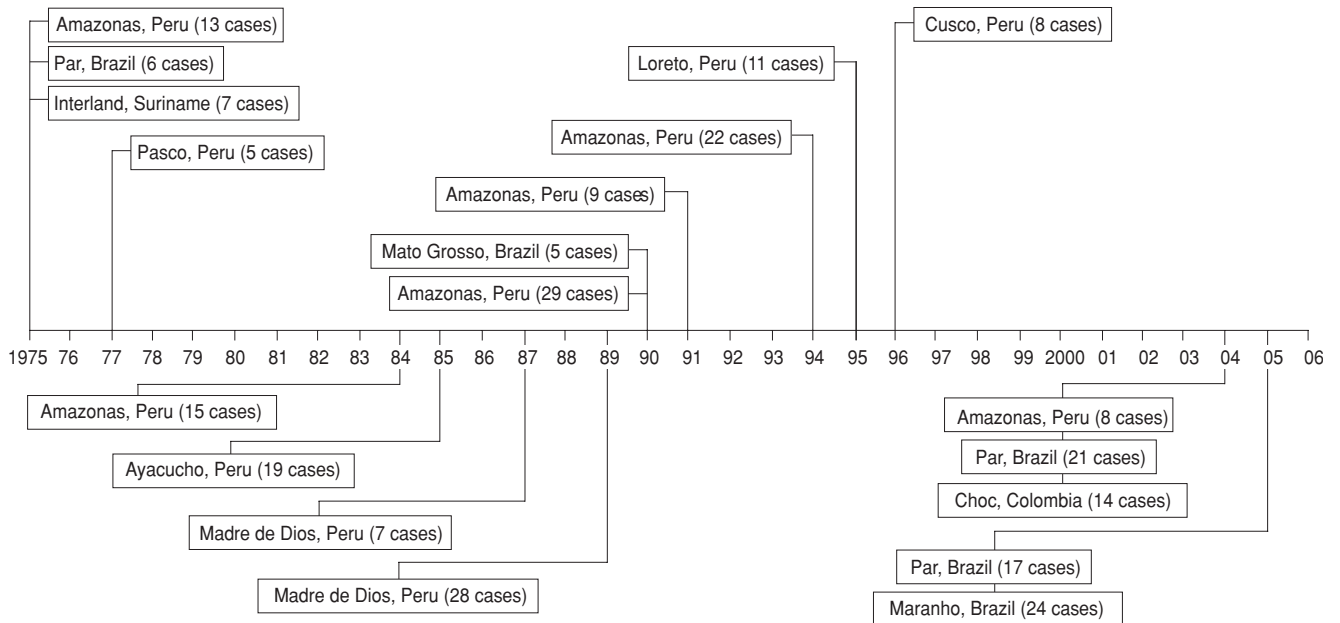 Amazonas, Peru (13 cases)
Par, Brazil (6 cases)
Interland, Suriname (7 cases)
Pasco, Peru (5 cases)
Cusco, Peru (8 cases)
Loreto, Peru (11 cases)
Amazonas, Peru (22 cases)
Amazonas, Peru (9 cases)
Mato Grosso, Brazil (5 cases)
Amazonas, Peru (29 cases)
1975 76 77 78 79 80 81 82 83 84 85 86 87 88 89 90 91 92 93 94 95 96 97 98 99 2000 01 02 03 04 05 06
Amazonas, Peru (15 cases)
Ayacucho, Peru (19 cases)
Madre de Dios, Peru (7 cases)
Madre de Dios, Peru (28 cases)
Amazonas, Peru (8 cases)
Par, Brazil (21 cases)
Choc, Colombia (14 cases)
Par, Brazil (17 cases)
Maranho, Brazil (24 cases)